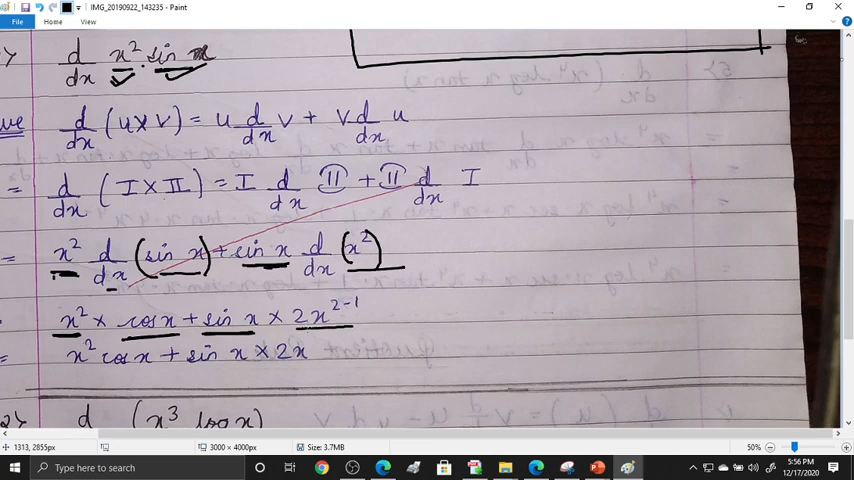 IMG_20190922_143235 - Paint
File Home View
d/dx x² . sin x
d/dx (u×v) = u d/dx v + v d/dx u
= d/dx (I × II) = I d/dx II + II d/dx I
= x² d/dx (sin x) + sin x d/dx (x²)
x² × cos x + sin x × 2x²⁻¹
= x² cos x + sin x × 2x
2) d (x³ log x)
1313, 2855px 3000 × 4000px Size: 3.7MB 50%
Type here to search 5:56 PM
12/17/2020